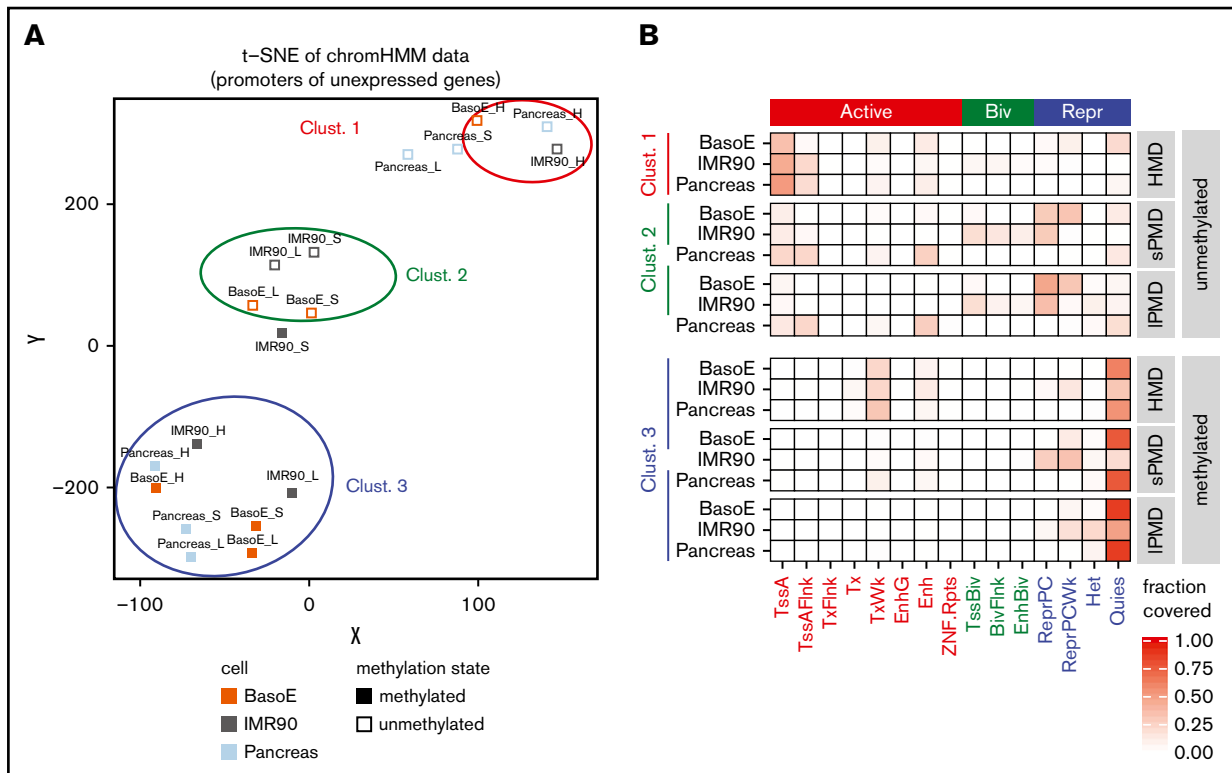 A
t–SNE of chromHMM data
(promoters of unexpressed genes)
Clust. 1
BasoE_H
Pancreas_H
Pancreas_S
Pancreas_L
IMR90_H
200
IMR90_S
IMR90_L
Clust. 2
BasoE_L
BasoE_S
0
IMR90_S
Y
IMR90_H
Pancreas_H
BasoE_H
IMR90_L
Clust. 3
−200
Pancreas_S
BasoE_S
Pancreas_L
BasoE_L
−100
0
100
X
cell
BasoE
IMR90
Pancreas
methylation state
methylated
unmethylated
B
Active
Biv
Repr
Clust. 1
BasoE
IMR90
Pancreas
HMD
Clust. 2
BasoE
IMR90
Pancreas
sPMD
BasoE
IMR90
Pancreas
lPMD
unmethylated
Clust. 3
BasoE
IMR90
Pancreas
HMD
BasoE
IMR90
Pancreas
sPMD
BasoE
IMR90
Pancreas
lPMD
methylated
TssA
TssAFlnk
TxFlnk
Tx
TxWk
EnhG
Enh
ZNF.Rpts
TssBiv
BivFlnk
EnhBiv
ReprPC
ReprPCWk
Het
Quies
fraction
covered
1.00
0.75
0.50
0.25
0.00